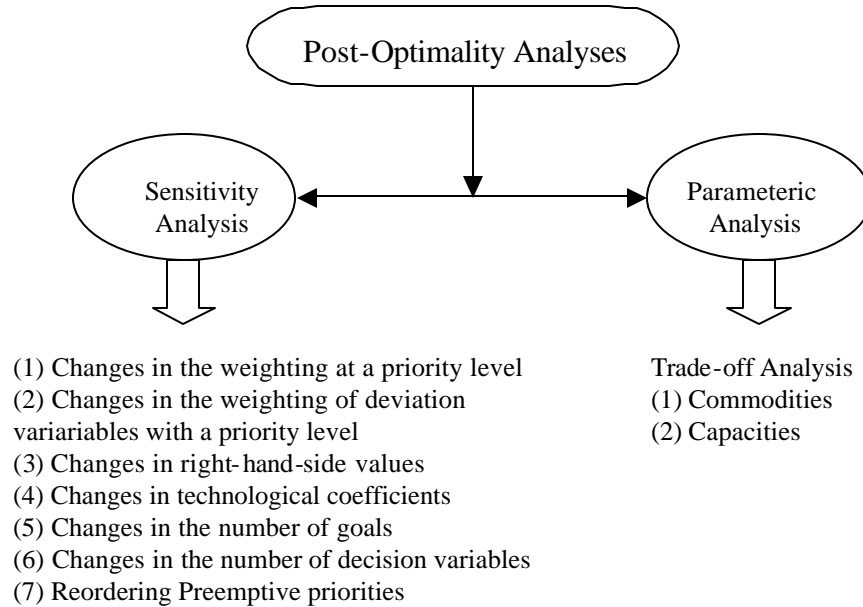 Post-Optimality Analyses
Sensitivity
Analysis
Parameteric
Analysis
(1) Changes in the weighting at a priority level
(2) Changes in the weighting of deviation
varariables with a priority level
(3) Changes in right-hand-side values
(4) Changes in technological coefficients
(5) Changes in the number of goals
(6) Changes in the number of decision variables
(7) Reordering Preemptive priorities
Trade-off Analysis
(1) Commodities
(2) Capacities